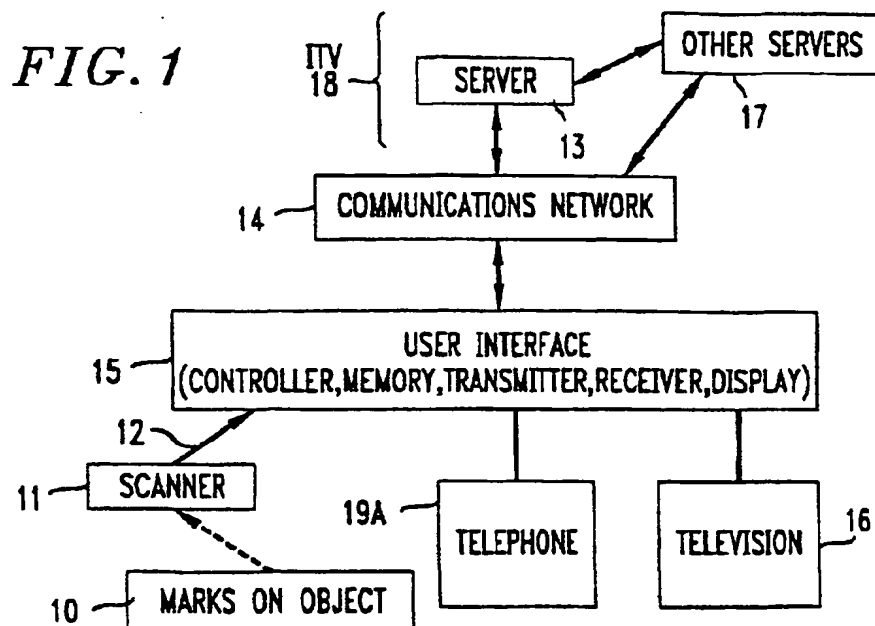 FIG. 1
ITV
18
SERVER
13
OTHER SERVERS
17
14
COMMUNICATIONS NETWORK
15
USER INTERFACE
(CONTROLLER,MEMORY,TRANSMITTER,RECEIVER,DISPLAY)
12
11
SCANNER
19A
TELEPHONE
TELEVISION
16
10
MARKS ON OBJECT